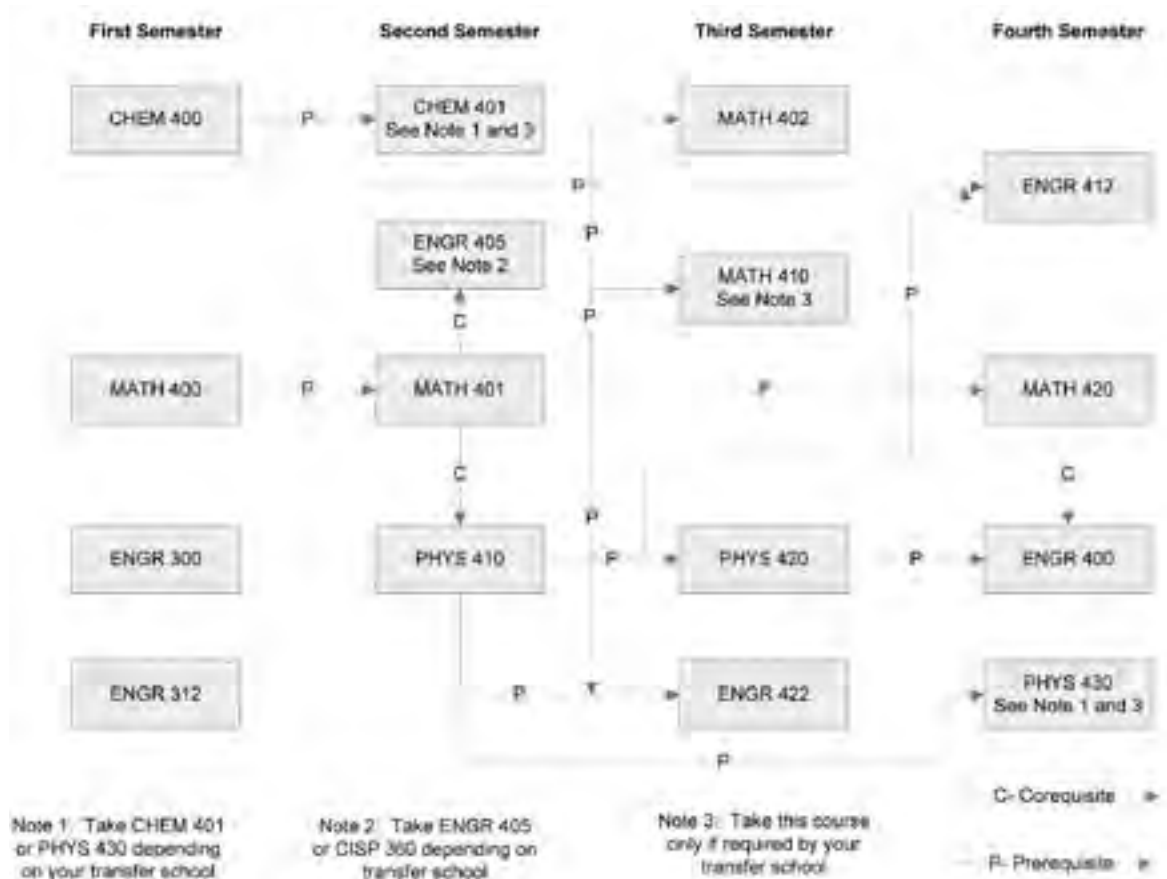 First Semester
Second Semester
Third Semester
Fourth Semester
CHEM 400
P
CHEM 401
See Note 1 and 3
MATH 402
P
ENGR 412
P
ENGR 405
See Note 2
MATH 410
See Note 3
P
C
P
MATH 400
P
MATH 401
P
MATH 420
C
C
P
ENGR 300
PHYS 410
P
PHYS 420
P
ENGR 400
ENGR 312
P
ENGR 422
PHYS 430
See Note 1 and 3
P
C- Corequisite
P- Prerequisite
Note 1: Take CHEM 401
or PHYS 430 depending
on your transfer school
Note 2: Take ENGR 405
or CISP 360 depending on
transfer school
Note 3: Take this course
only if required by your
transfer school